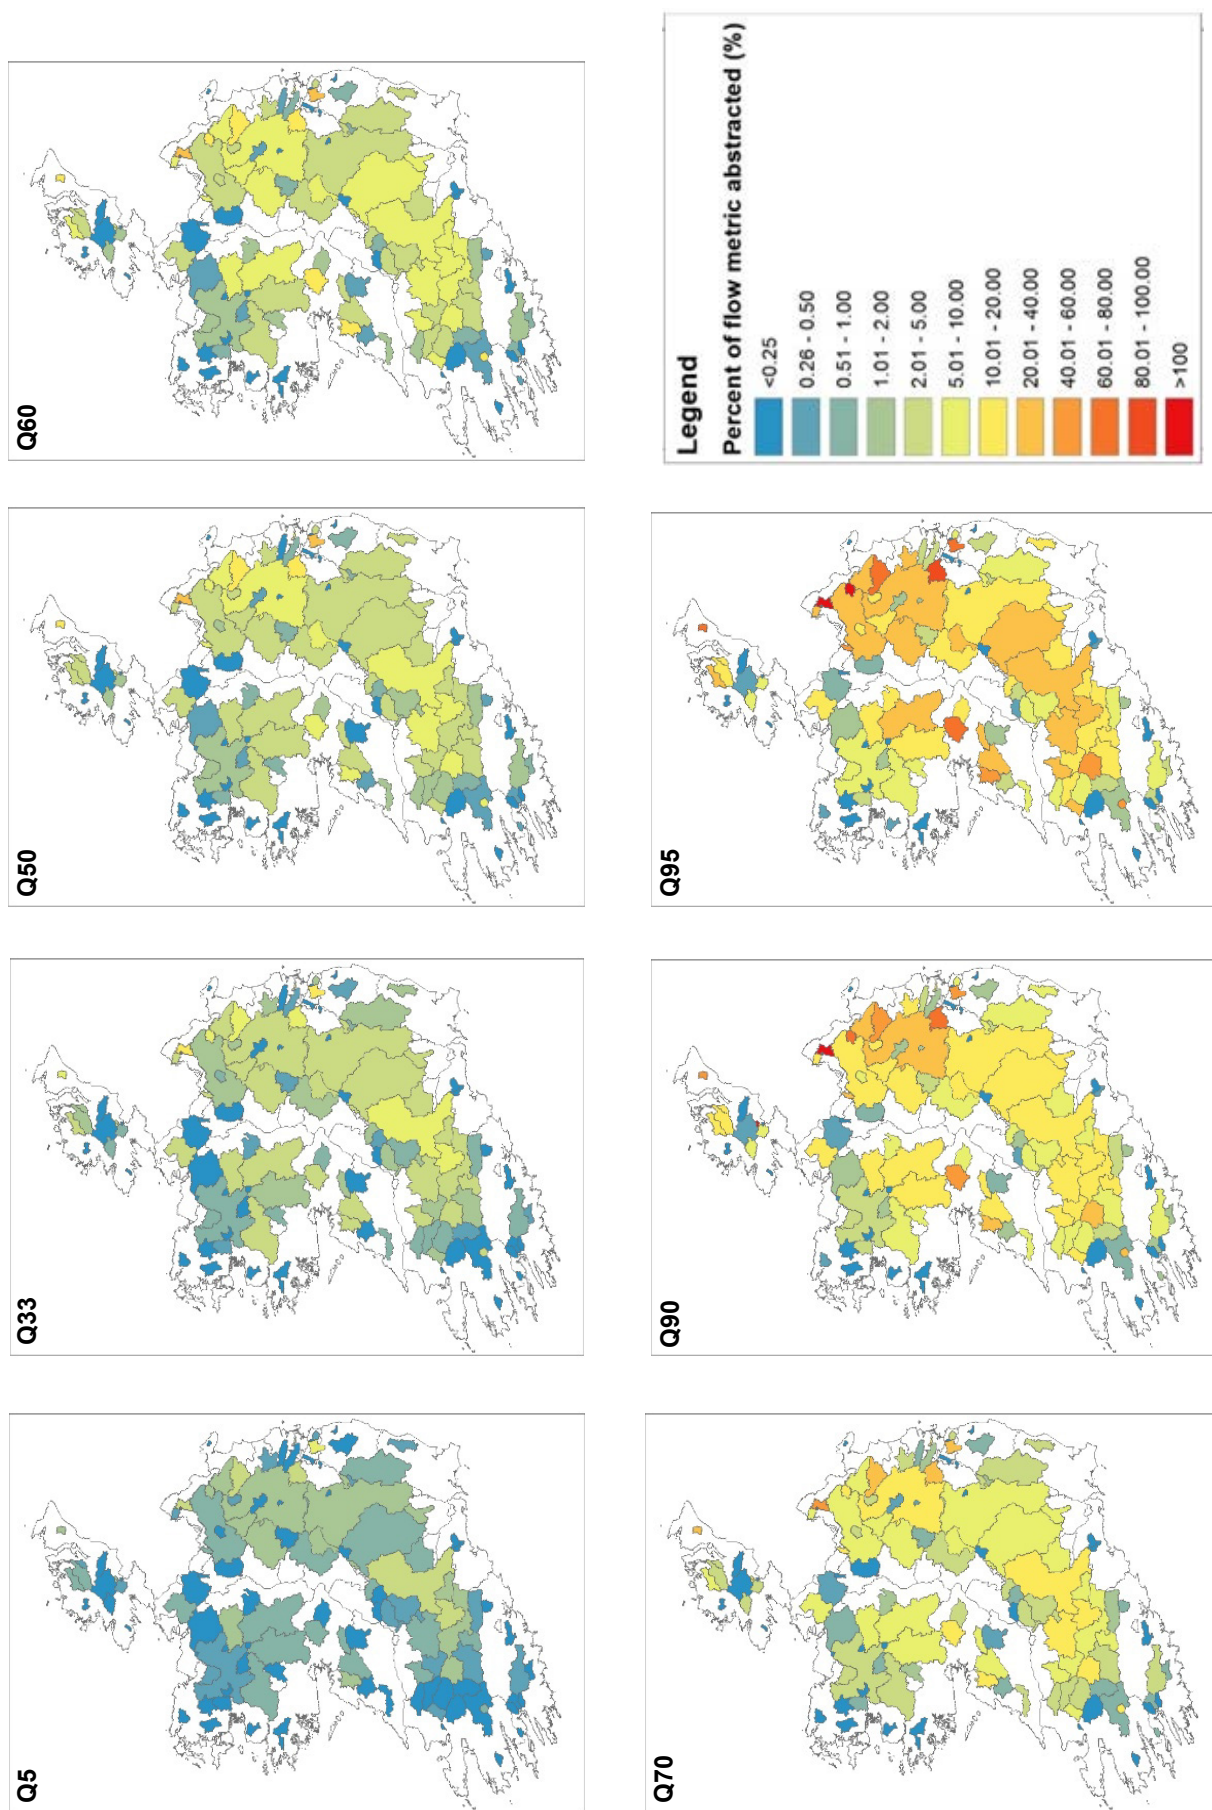 Q5
Q33
Q50
Q60
Q70
Q90
Q95
Legend
Percent of flow metric abstracted (%)
<0.25
0.26 - 0.50
0.51 - 1.00
1.01 - 2.00
2.01 - 5.00
5.01 - 10.00
10.01 - 20.00
20.01 - 40.00
40.01 - 60.00
60.01 - 80.00
80.01 - 100.00
>100